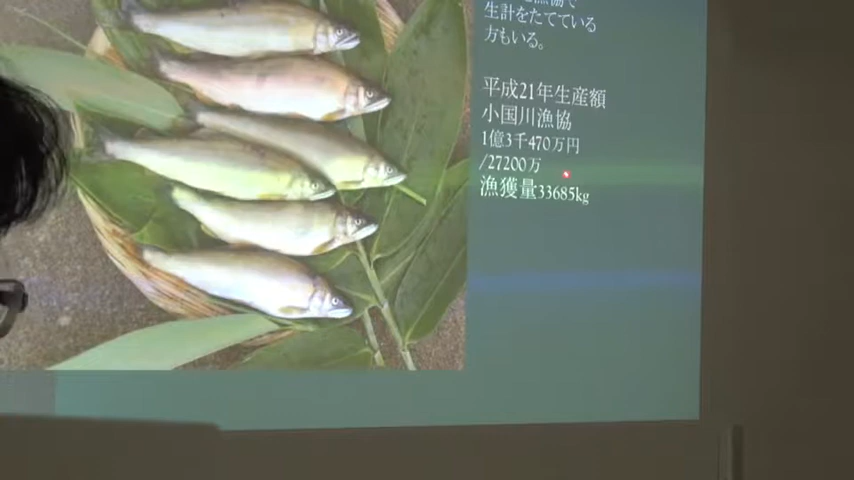 生計をたてている
方もいる。
平成21年生産額
小国川漁協
1億3千470万円
/27200万
漁獲量33685kg